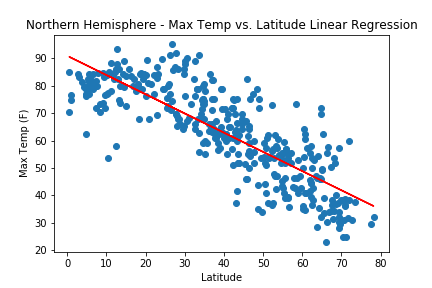 Northern Hemisphere - Max Temp vs. Latitude Linear Regression
90
80
70
60
50
40
30
20
Max Temp (F)
0 10 20 30 40 50 60 70 80
Latitude